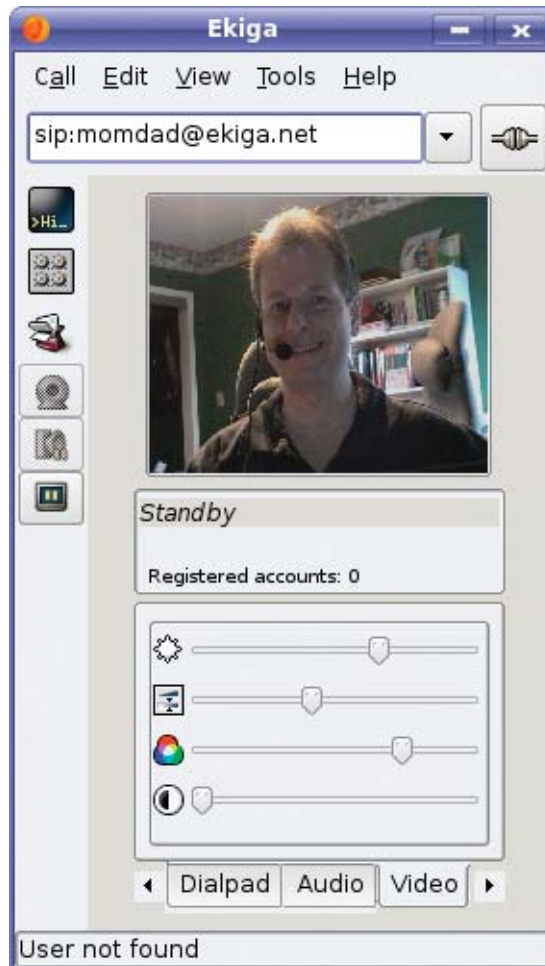 Ekiga
Call Edit View Tools Help
sip:momdad@ekiga.net
>Hi_
Standby
Registered accounts: 0
Dialpad Audio Video
User not found